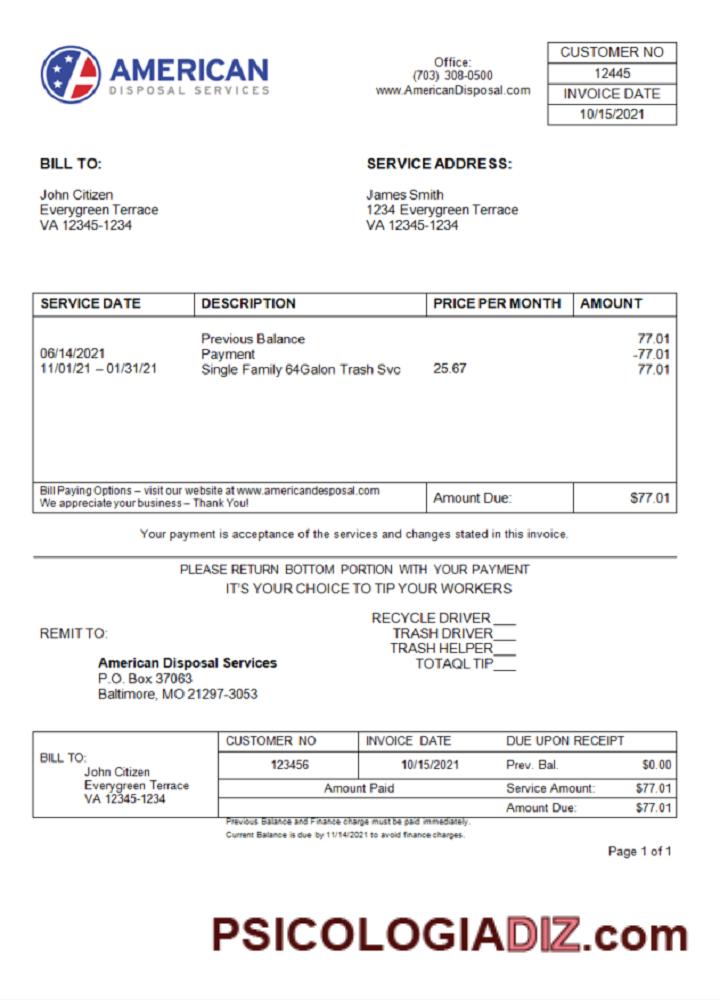 AMERICAN
DISPOSAL SERVICES
Office:
(703) 308-0500
www.AmericanDisposal.com
CUSTOMER NO
12445
INVOICE DATE
10/15/2021
BILL TO:
John Citizen
Everygreen Terrace
VA 12345-1234
SERVICE ADDRESS:
James Smith
1234 Everygreen Terrace
VA 12345-1234
SERVICE DATE DESCRIPTION PRICE PER MONTH AMOUNT
Previous Balance 77.01
06/14/2021 Payment -77.01
11/01/21 – 01/31/21 Single Family 64Galon Trash Svc 25.67 77.01
Bill Paying Options – visit our website at www.americandesposal.com
We appreciate your business – Thank You!
Amount Due: $77.01
Your payment is acceptance of the services and changes stated in this invoice.
PLEASE RETURN BOTTOM PORTION WITH YOUR PAYMENT
IT'S YOUR CHOICE TO TIP YOUR WORKERS
RECYCLE DRIVER ___
TRASH DRIVER___
TRASH HELPER___
TOTAQL TIP___
REMIT TO:
American Disposal Services
P.O. Box 37063
Baltimore, MO 21297-3053
BILL TO:
John Citizen
Everygreen Terrace
VA 12345-1234
CUSTOMER NO INVOICE DATE DUE UPON RECEIPT
123456 10/15/2021 Prev. Bal. $0.00
Amount Paid Service Amount: $77.01
Amount Due: $77.01
Previous Balance and Finance charge must be paid immediately.
Current Balance is due by 11/14/2021 to avoid finance charges.
Page 1 of 1
PSICOLOGIADIZ.com